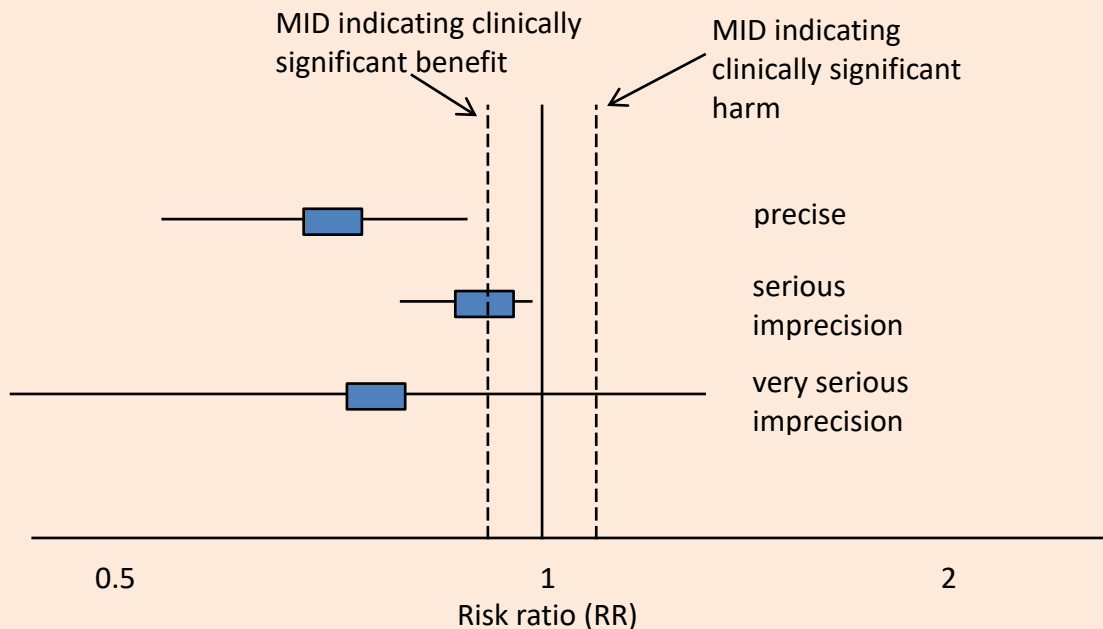 MID indicating clinically
significant benefit
MID indicating
clinically significant
harm
precise
serious
imprecision
very serious
imprecision
0.5
1
2
Risk ratio (RR)